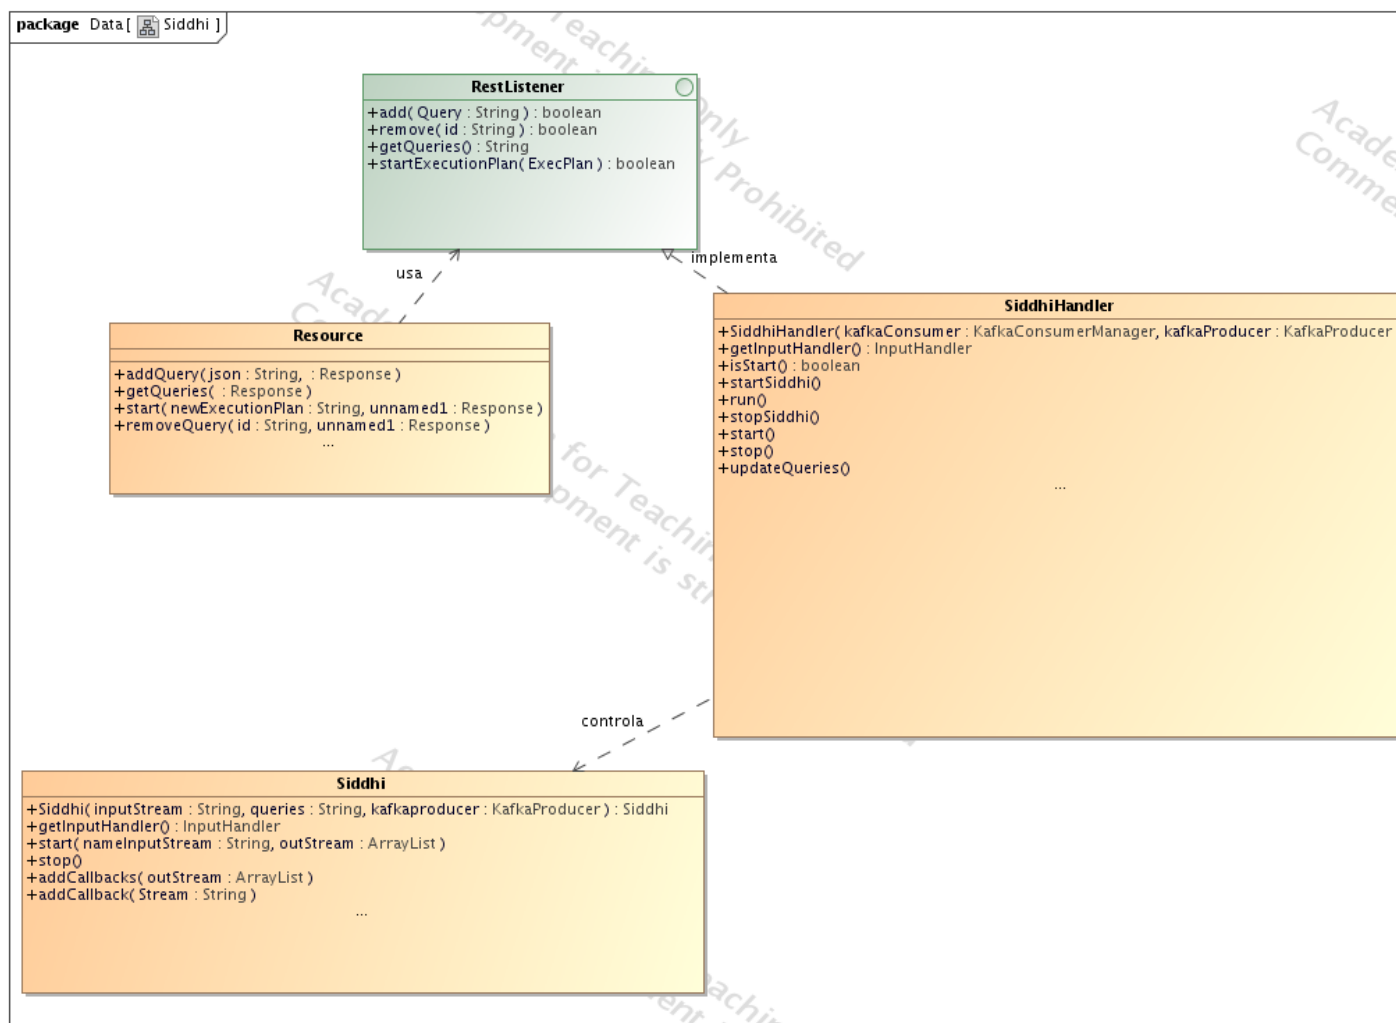 package Data [ Siddhi ]
RestListener
+add( Query : String ) : boolean
+remove( id : String ) : boolean
+getQueries() : String
+startExecutionPlan( ExecPlan ) : boolean
usa
implementa
Resource
+addQuery( json : String, : Response )
+getQueries( : Response )
+start( newExecutionPlan : String, unnamed1 : Response )
+removeQuery( id : String, unnamed1 : Response )
...
SiddhiHandler
+SiddhiHandler( kafkaConsumer : KafkaConsumerManager, kafkaProducer : KafkaProducer
+getInputHandler() : InputHandler
+isStart() : boolean
+startSiddhi()
+run()
+stopSiddhi()
+start()
+stop()
+updateQueries()
...
controla
Siddhi
+Siddhi( inputStream : String, queries : String, kafkaproducer : KafkaProducer ) : Siddhi
+getInputHandler() : InputHandler
+start( nameInputStream : String, outStream : ArrayList )
+stop()
+addCallbacks( outStream : ArrayList )
+addCallback( Stream : String )
...